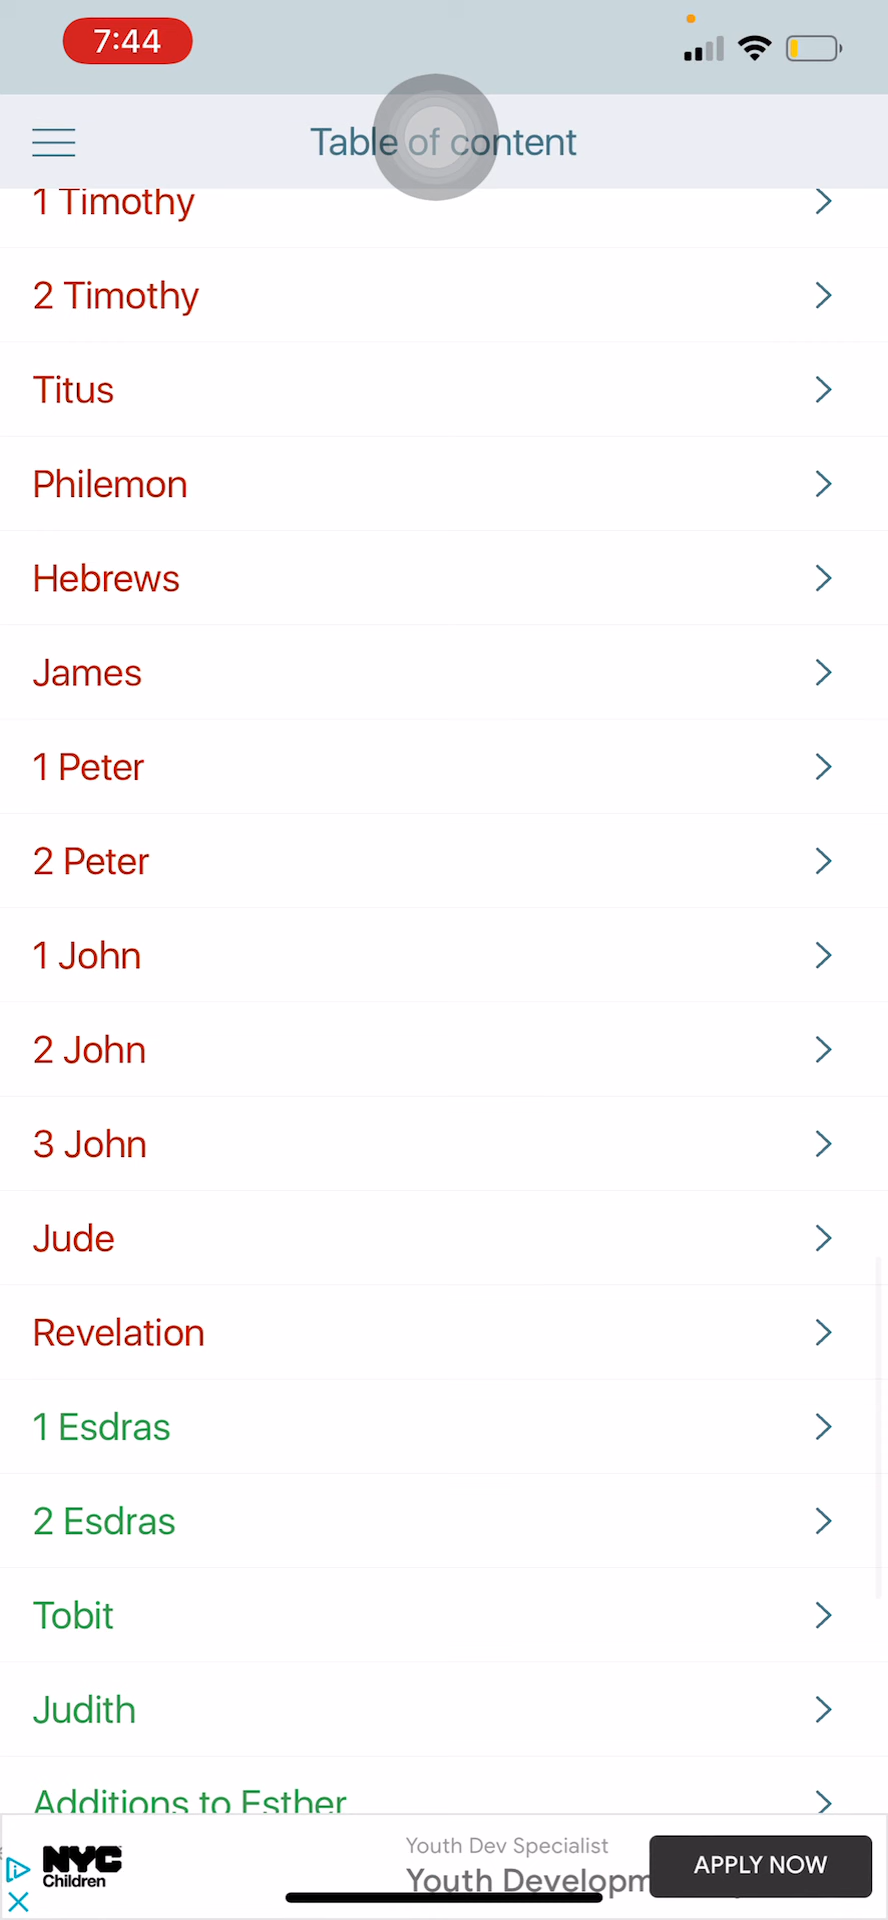 7:44
Table of content
1 Timothy
2 Timothy
Titus
Philemon
Hebrews
James
1 Peter
2 Peter
1 John
2 John
3 John
Jude
Revelation
1 Esdras
2 Esdras
Tobit
Judith
Additions to Esther
NYC
Children
Youth Dev Specialist
Youth Developm
APPLY NOW